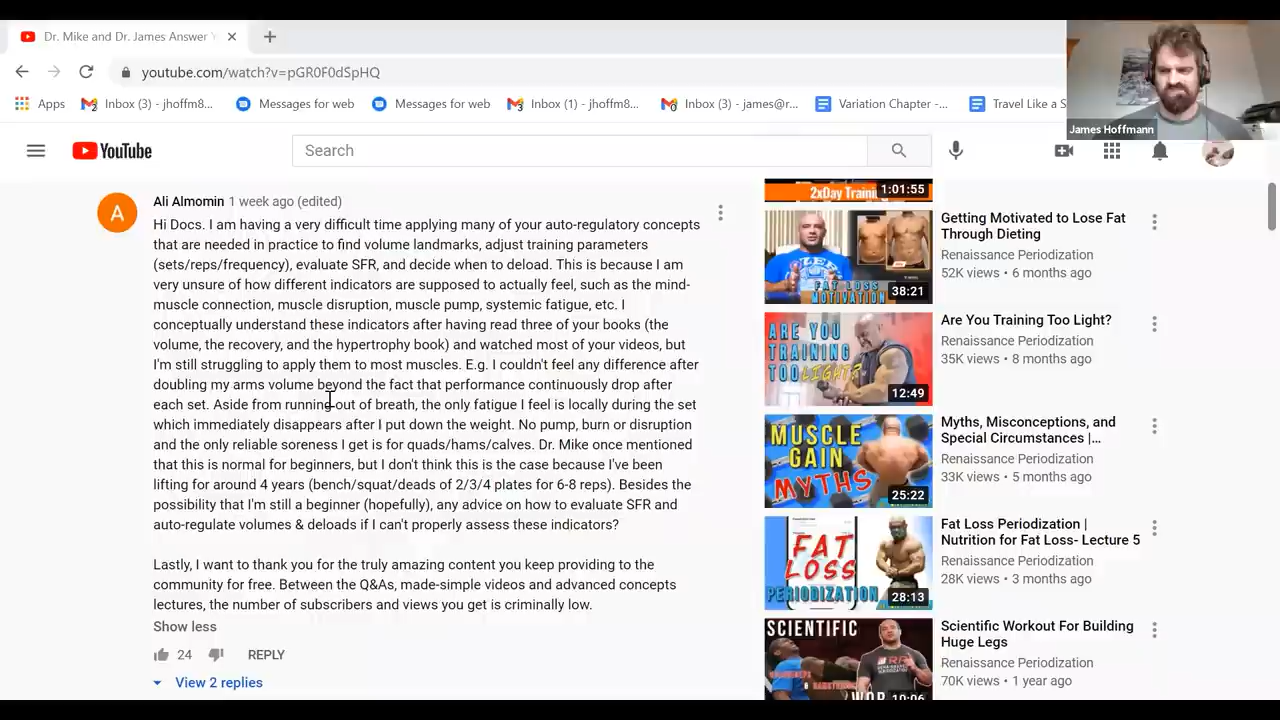 Dr. Mike and Dr. James Answer
youtube.com/watch?v=pGR0F0dSpHQ
Apps
Inbox (3) - jhoffm8...
Messages for web
Messages for web
Inbox (1) - jhoffm8...
Inbox (3) - james@r...
Variation Chapter -...
Travel Like a
James Hoffmann
YouTube
Search
Ali Almomin 1 week ago (edited)
Hi Docs. I am having a very difficult time applying many of your auto-regulatory concepts
that are needed in practice to find volume landmarks, adjust training parameters
(sets/reps/frequency), evaluate SFR, and decide when to deload. This is because I am
very unsure of how different indicators are supposed to actually feel, such as the mind-
muscle connection, muscle disruption, muscle pump, systemic fatigue, etc. I
conceptually understand these indicators after having read three of your books (the
volume, the recovery, and the hypertrophy book) and watched most of your videos, but
I'm still struggling to apply them to most muscles. E.g. I couldn't feel any difference after
doubling my arms volume beyond the fact that performance continuously drop after
each set. Aside from running out of breath, the only fatigue I feel is locally during the set
which immediately disappears after I put down the weight. No pump, burn or disruption
and the only reliable soreness I get is for quads/hams/calves. Dr. Mike once mentioned
that this is normal for beginners, but I don't think this is the case because I've been
lifting for around 4 years (bench/squat/deads of 2/3/4 plates for 6-8 reps). Besides the
possibility that I'm still a beginner (hopefully), any advice on how to evaluate SFR and
auto-regulate volumes & deloads if I can't properly assess these indicators?
Lastly, I want to thank you for the truly amazing content you keep providing to the
community for free. Between the Q&As, made-simple videos and advanced concepts
lectures, the number of subscribers and views you get is criminally low.
Show less
24
REPLY
View 2 replies
A
2xDay Training
1:01:55
FAT LOSS
MOTIVATION
38:21
Getting Motivated to Lose Fat
Through Dieting
Renaissance Periodization
52K views • 6 months ago
ARE YOU
TRAINING
TOO LIGHT?
12:49
Are You Training Too Light?
Renaissance Periodization
35K views • 8 months ago
MUSCLE
GAIN
MYTHS
25:22
Myths, Misconceptions, and
Special Circumstances |...
Renaissance Periodization
33K views • 5 months ago
FAT LOSS
PERIODIZATION
28:13
Fat Loss Periodization |
Nutrition for Fat Loss- Lecture 5
Renaissance Periodization
28K views • 3 months ago
SCIENTIFIC
10:06
Scientific Workout For Building
Huge Legs
Renaissance Periodization
70K views • 1 year ago